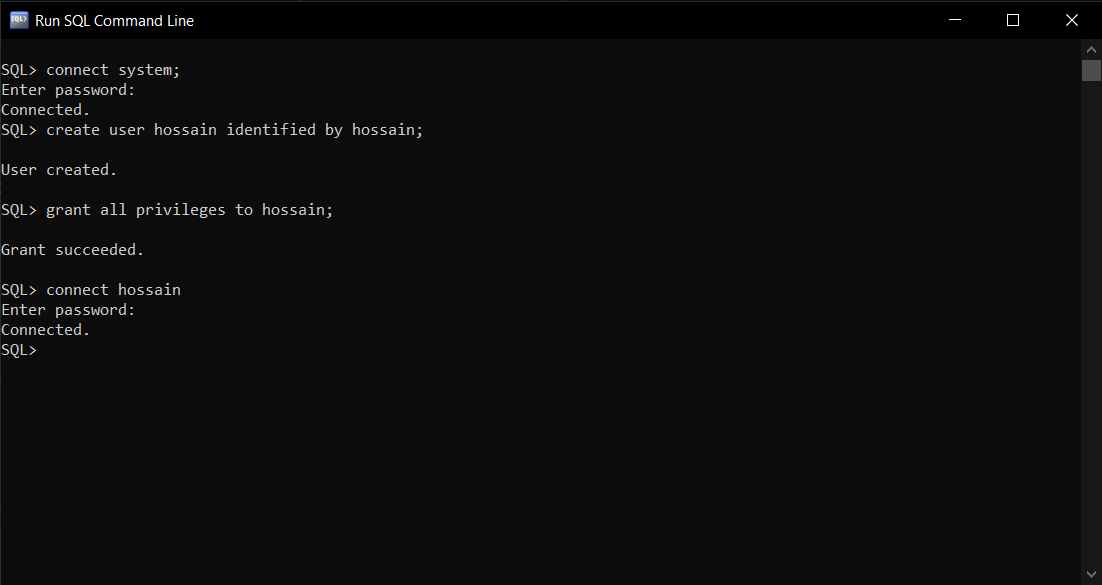 Run SQL Command Line
SQL> connect system;
Enter password:
Connected.
SQL> create user hossain identified by hossain;
User created.
SQL> grant all privileges to hossain;
Grant succeeded.
SQL> connect hossain
Enter password:
Connected.
SQL>